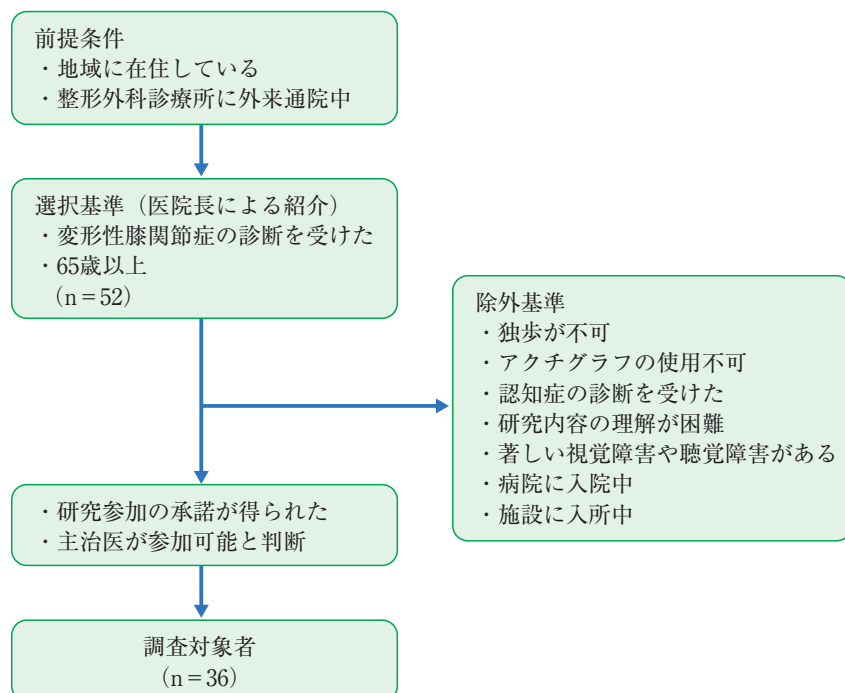 前提条件
・地域に在住している
・整形外科診療所に外来通院中
選択基準（医院長による紹介）
・変形性膝関節症の診断を受けた
・65歳以上
（n＝52）
除外基準
・独歩が不可
・アクチグラフの使用不可
・認知症の診断を受けた
・研究内容の理解が困難
・著しい視覚障害や聴覚障害がある
・病院に入院中
・施設に入所中
・研究参加の承諾が得られた
・主治医が参加可能と判断
調査対象者
（n＝36）